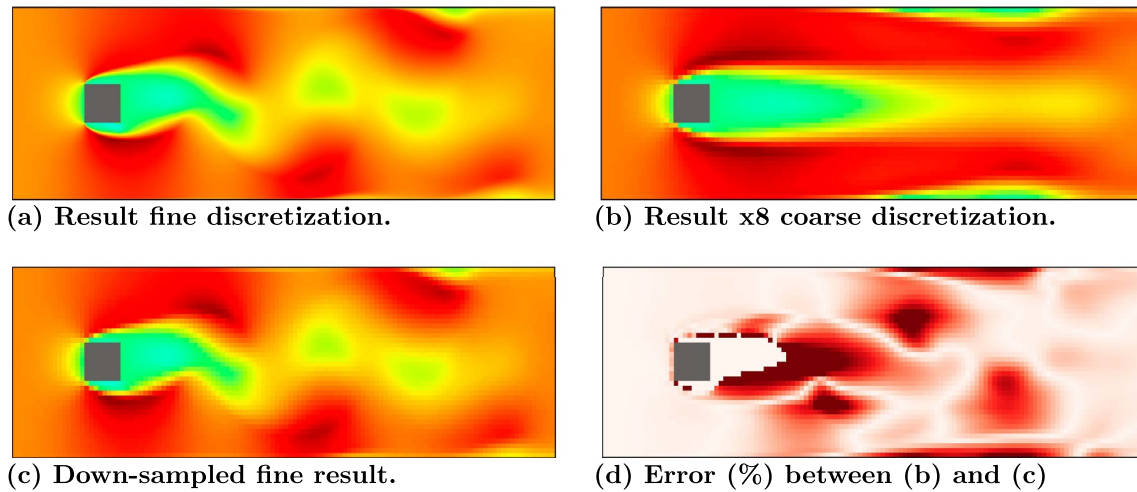 (a) Result fine discretization.
(b) Result x8 coarse discretization.
(c) Down-sampled fine result.
(d) Error (%) between (b) and (c)